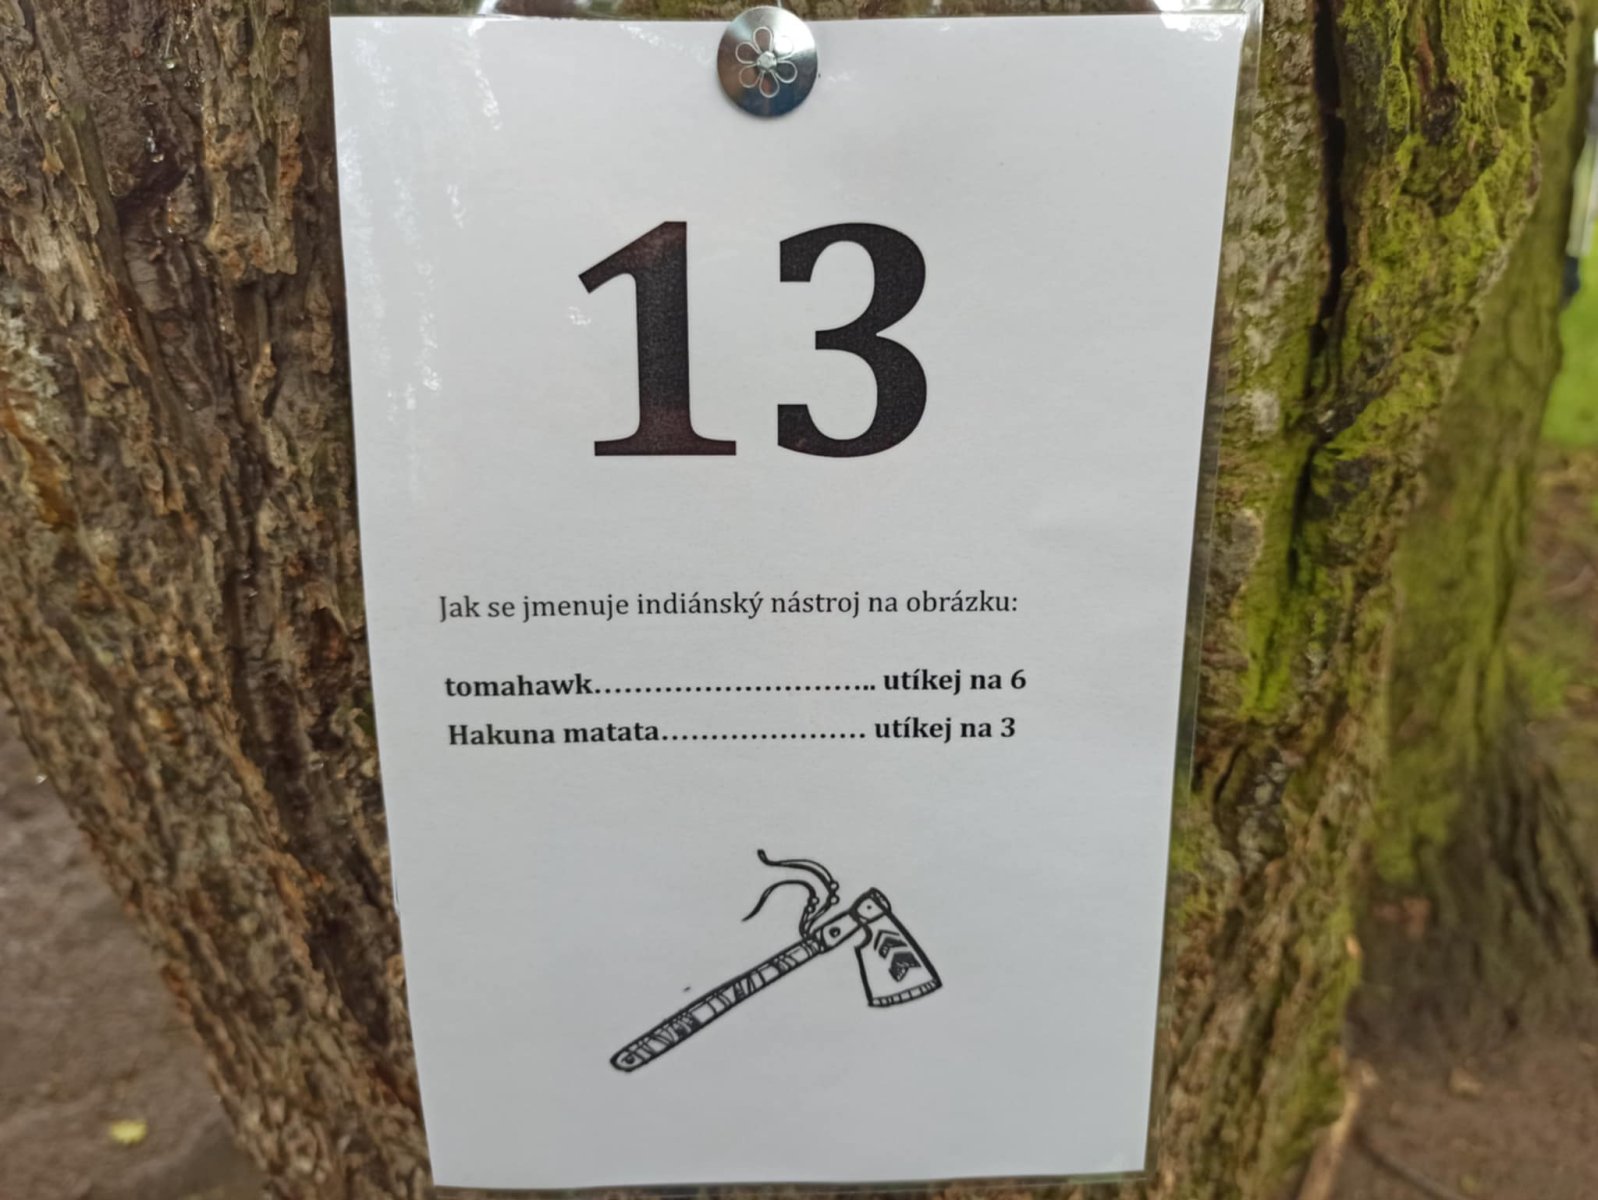 13
Jak se jmenuje indiánský nástroj na obrázku:
tomahawk............................. utíkej na 6
Hakuna matata..................... utíkej na 3